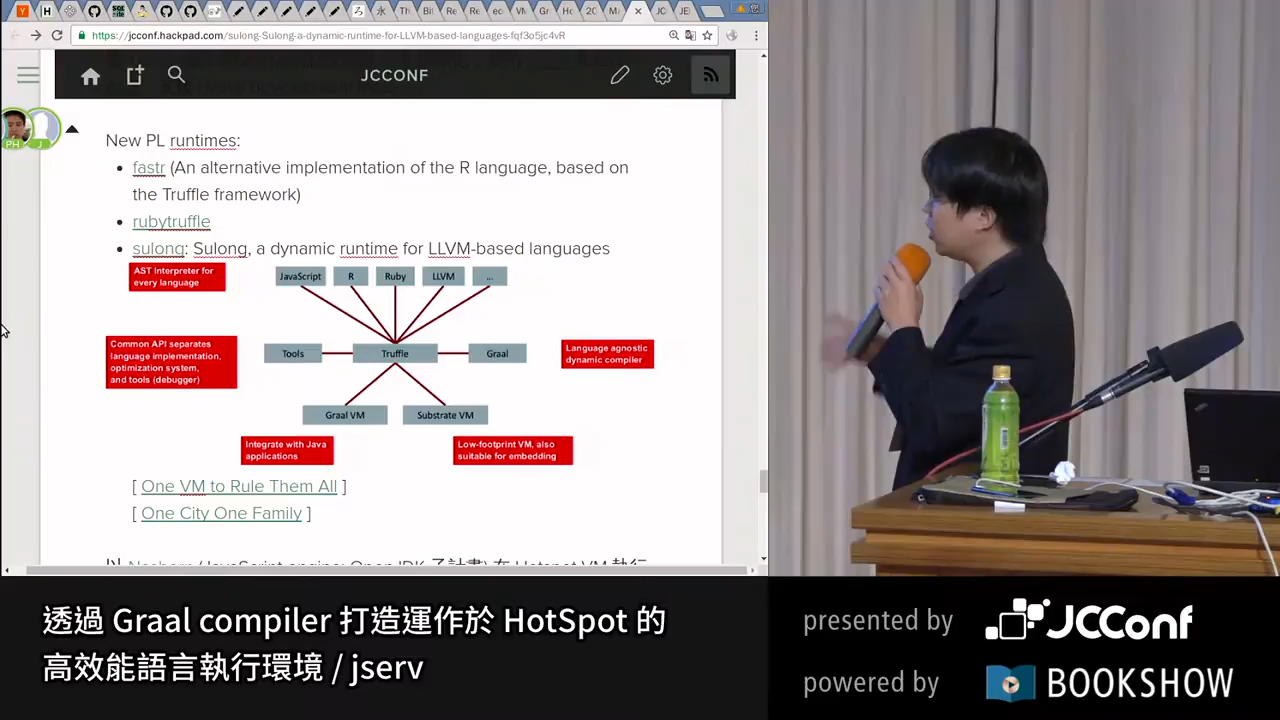 https://jcconf.hackpad.com/sulong-Sulong-a-dynamic-runtime-for-LLVM-based-languages-fqf3o5jc4vR
JCCONF
New PL runtimes:
fastr (An alternative implementation of the R language, based on
the Truffle framework)
rubytruffle
sulong: Sulong, a dynamic runtime for LLVM-based languages
AST Interpreter for
every language
JavaScript
R
Ruby
LLVM
...
Common API separates
language implementation,
optimization system,
and tools (debugger)
Tools
Truffle
Graal
Language agnostic
dynamic compiler
Graal VM
Substrate VM
Integrate with Java
applications
Low-footprint VM, also
suitable for embedding
[ One VM to Rule Them All ]
[ One City One Family ]
PH
J
透過 Graal compiler 打造運作於 HotSpot 的
高效能語言執行環境 / jserv
presented by JCConf
powered by BOOKSHOW